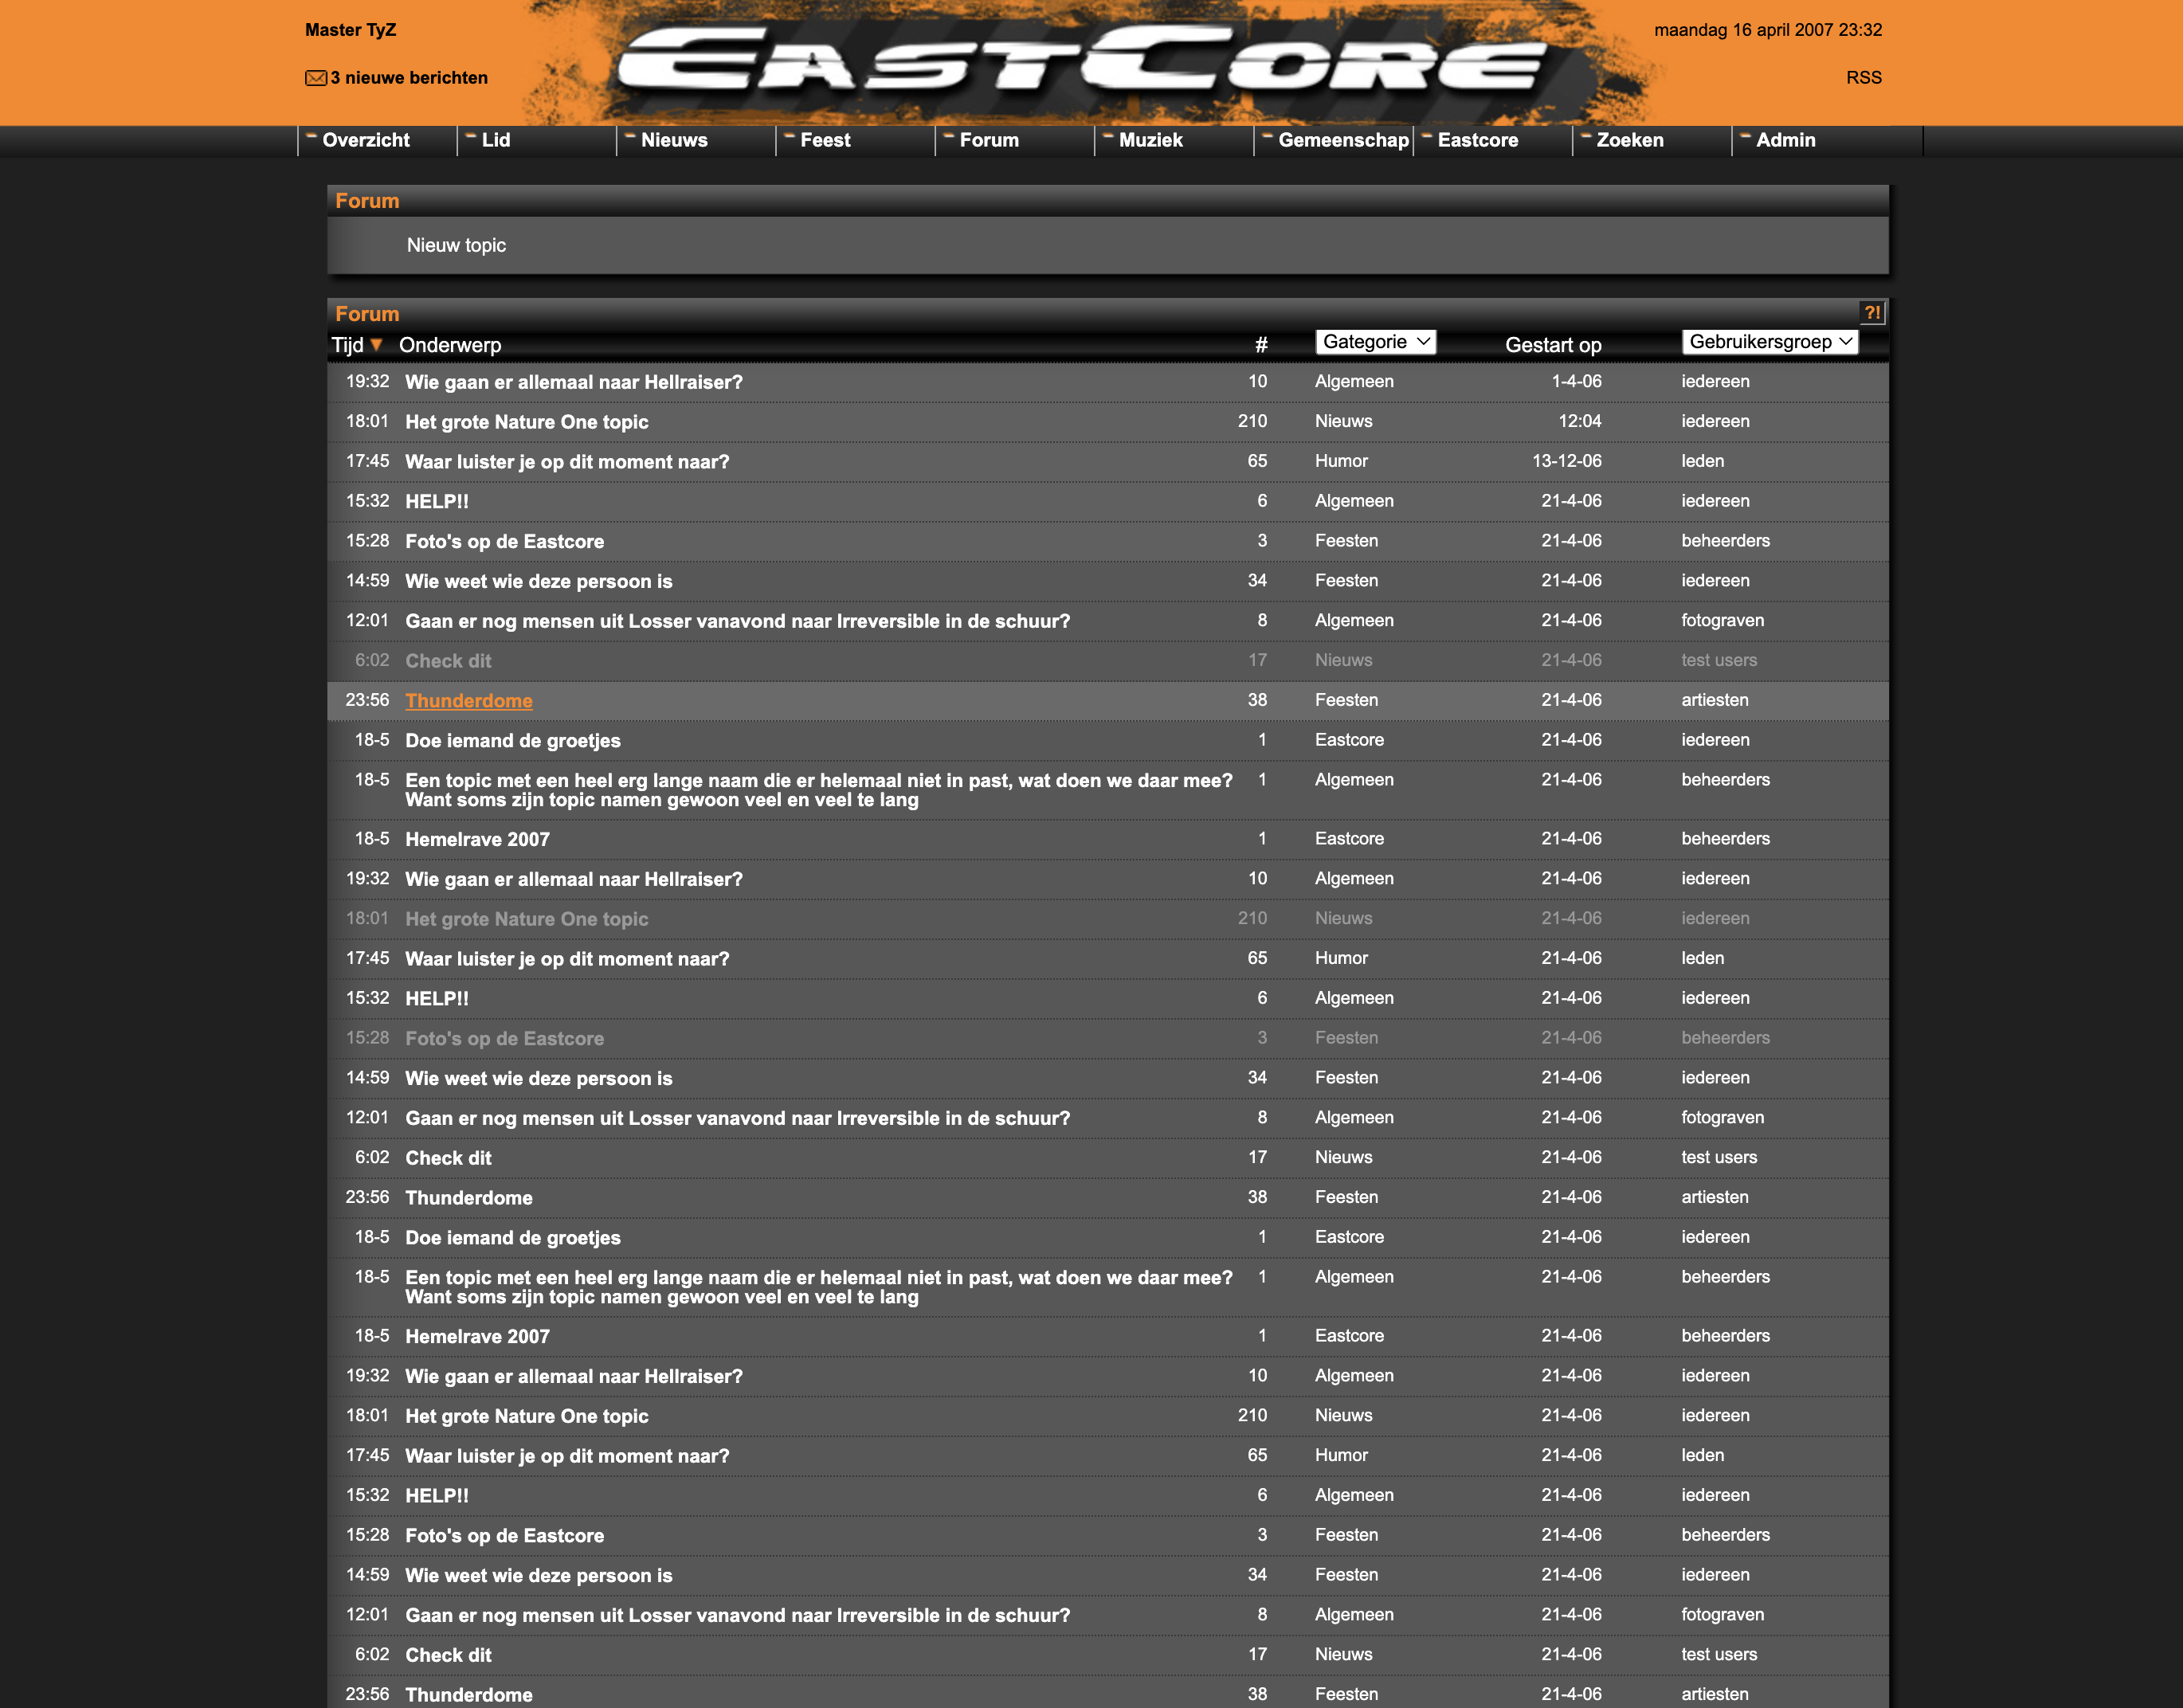 Master TyZ
EASTCORE
maandag 16 april 2007 23:32
3 nieuwe berichten
RSS
Overzicht Lid Nieuws Feest Forum Muziek Gemeenschap Eastcore Zoeken Admin
Forum
Nieuw topic
Forum ?!
Tijd Onderwerp # Gategorie Gestart op Gebruikersgroep
19:32 Wie gaan er allemaal naar Hellraiser? 10 Algemeen 1-4-06 iedereen
18:01 Het grote Nature One topic 210 Nieuws 12:04 iedereen
17:45 Waar luister je op dit moment naar? 65 Humor 13-12-06 leden
15:32 HELP!! 6 Algemeen 21-4-06 iedereen
15:28 Foto's op de Eastcore 3 Feesten 21-4-06 beheerders
14:59 Wie weet wie deze persoon is 34 Feesten 21-4-06 iedereen
12:01 Gaan er nog mensen uit Losser vanavond naar Irreversible in de schuur? 8 Algemeen 21-4-06 fotograven
6:02 Check dit 17 Nieuws 21-4-06 test users
23:56 Thunderdome 38 Feesten 21-4-06 artiesten
18-5 Doe iemand de groetjes 1 Eastcore 21-4-06 iedereen
18-5 Een topic met een heel erg lange naam die er helemaal niet in past, wat doen we daar mee? 1 Algemeen 21-4-06 beheerders
Want soms zijn topic namen gewoon veel en veel te lang
18-5 Hemelrave 2007 1 Eastcore 21-4-06 beheerders
19:32 Wie gaan er allemaal naar Hellraiser? 10 Algemeen 21-4-06 iedereen
18:01 Het grote Nature One topic 210 Nieuws 21-4-06 iedereen
17:45 Waar luister je op dit moment naar? 65 Humor 21-4-06 leden
15:32 HELP!! 6 Algemeen 21-4-06 iedereen
15:28 Foto's op de Eastcore 3 Feesten 21-4-06 beheerders
14:59 Wie weet wie deze persoon is 34 Feesten 21-4-06 iedereen
12:01 Gaan er nog mensen uit Losser vanavond naar Irreversible in de schuur? 8 Algemeen 21-4-06 fotograven
6:02 Check dit 17 Nieuws 21-4-06 test users
23:56 Thunderdome 38 Feesten 21-4-06 artiesten
18-5 Doe iemand de groetjes 1 Eastcore 21-4-06 iedereen
18-5 Een topic met een heel erg lange naam die er helemaal niet in past, wat doen we daar mee? 1 Algemeen 21-4-06 beheerders
Want soms zijn topic namen gewoon veel en veel te lang
18-5 Hemelrave 2007 1 Eastcore 21-4-06 beheerders
19:32 Wie gaan er allemaal naar Hellraiser? 10 Algemeen 21-4-06 iedereen
18:01 Het grote Nature One topic 210 Nieuws 21-4-06 iedereen
17:45 Waar luister je op dit moment naar? 65 Humor 21-4-06 leden
15:32 HELP!! 6 Algemeen 21-4-06 iedereen
15:28 Foto's op de Eastcore 3 Feesten 21-4-06 beheerders
14:59 Wie weet wie deze persoon is 34 Feesten 21-4-06 iedereen
12:01 Gaan er nog mensen uit Losser vanavond naar Irreversible in de schuur? 8 Algemeen 21-4-06 fotograven
6:02 Check dit 17 Nieuws 21-4-06 test users
23:56 Thunderdome 38 Feesten 21-4-06 artiesten